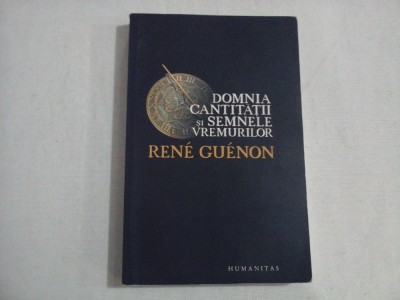 DOMNIA
CANTITĂȚII
ȘI SEMNELE
VREMURILOR
RENÉ GUÉNON
HUMANITAS